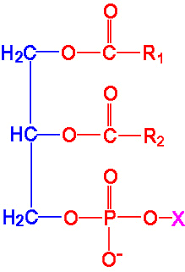 O
H₂C O C R₁
O
HC O C R₂
O
H₂C O P O X
O⁻